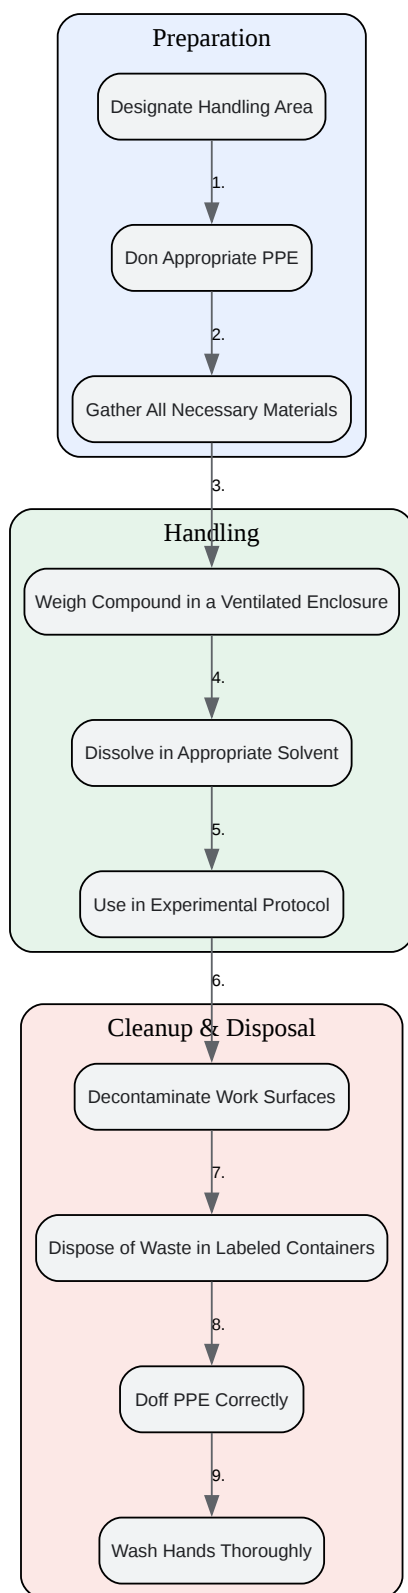 Preparation
Designate Handling Area
1.
Don Appropriate PPE
2.
Gather All Necessary Materials
3.
Handling
Weigh Compound in a Ventilated Enclosure
4.
Dissolve in Appropriate Solvent
5.
Use in Experimental Protocol
6.
Cleanup & Disposal
Decontaminate Work Surfaces
7.
Dispose of Waste in Labeled Containers
8.
Doff PPE Correctly
9.
Wash Hands Thoroughly